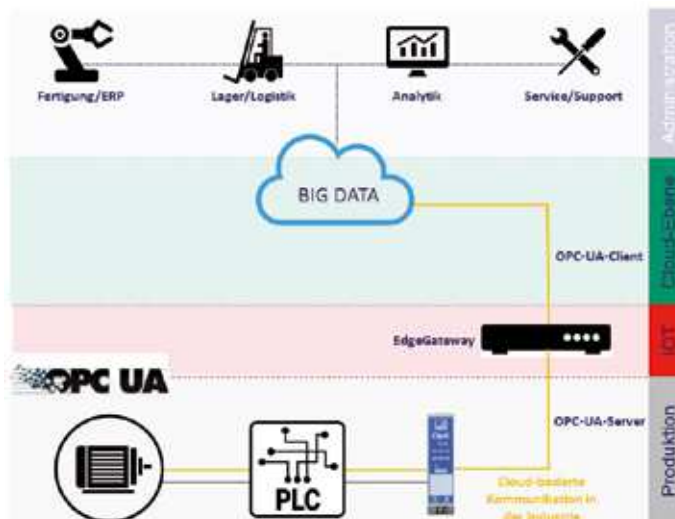 Fertigung/ERP
Lager/Logistik
Analytik
Service/Support
Administration
BIG DATA
Cloud-Ebene
OPC-UA-Client
EdgeGateway
IOT
OPC UA
OPC-UA-Server
Produktion
PLC
Cloud-basierte
Kommunikation in
der Industrie